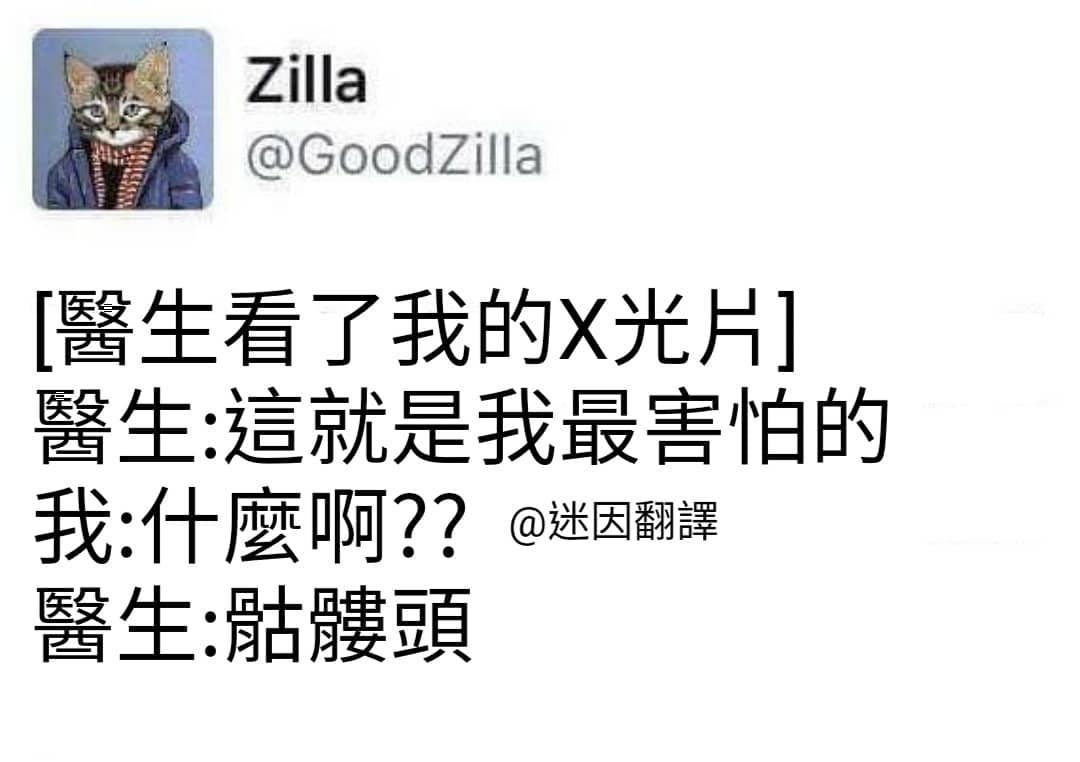 Zilla
@GoodZilla
[醫生看了我的X光片]
醫生:這就是我最害怕的
我:什麼啊??
@迷因翻譯
醫生:骷髏頭